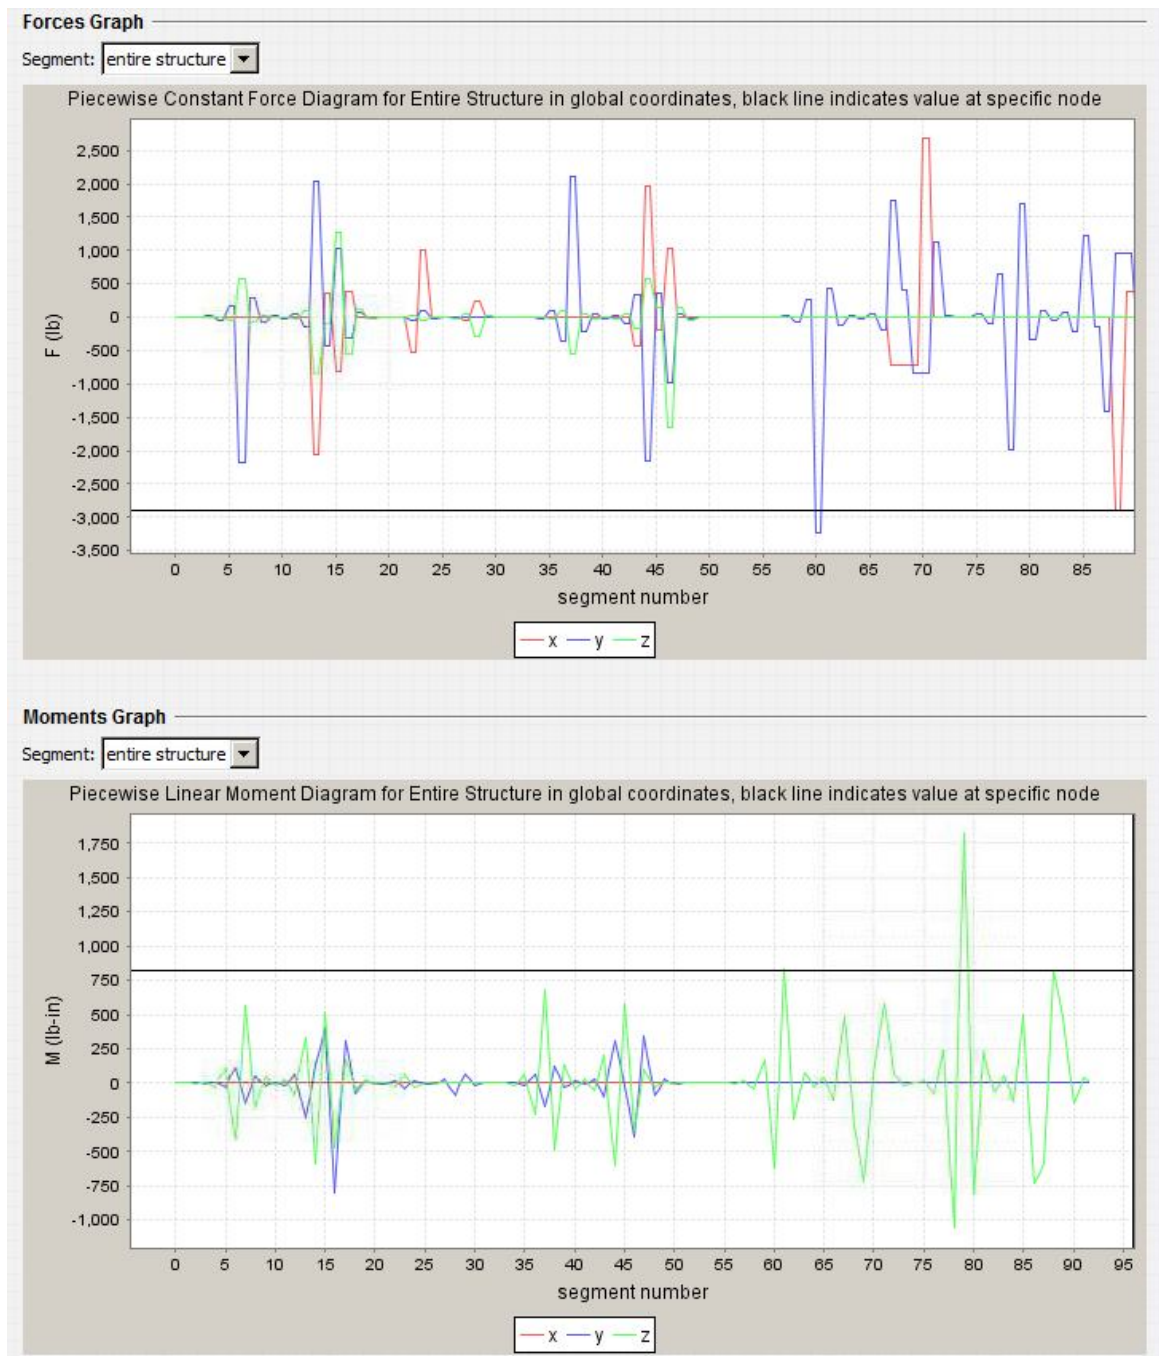 Forces Graph
Segment: entire structure
Piecewise Constant Force Diagram for Entire Structure in global coordinates, black line indicates value at specific node
2,500
2,000
1,500
1,000
500
0
-500
-1,000
-1,500
-2,000
-2,500
-3,000
-3,500
F (lb)
0 5 10 15 20 25 30 35 40 45 50 55 60 65 70 75 80 85
segment number
x y z
Moments Graph
Segment: entire structure
Piecewise Linear Moment Diagram for Entire Structure in global coordinates, black line indicates value at specific node
1,750
1,500
1,250
1,000
750
500
250
0
-250
-500
-750
-1,000
M (lb-in)
0 5 10 15 20 25 30 35 40 45 50 55 60 65 70 75 80 85 90 95
segment number
x y z